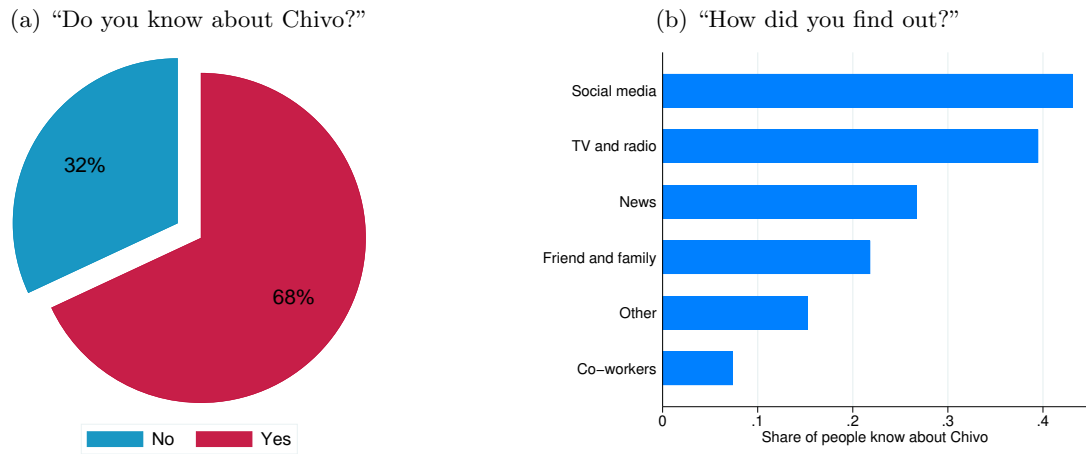 (a) “Do you know about Chivo?”
32%
68%
No Yes
(b) “How did you find out?”
Social media
TV and radio
News
Friend and family
Other
Co−workers
0 .1 .2 .3 .4
Share of people know about Chivo